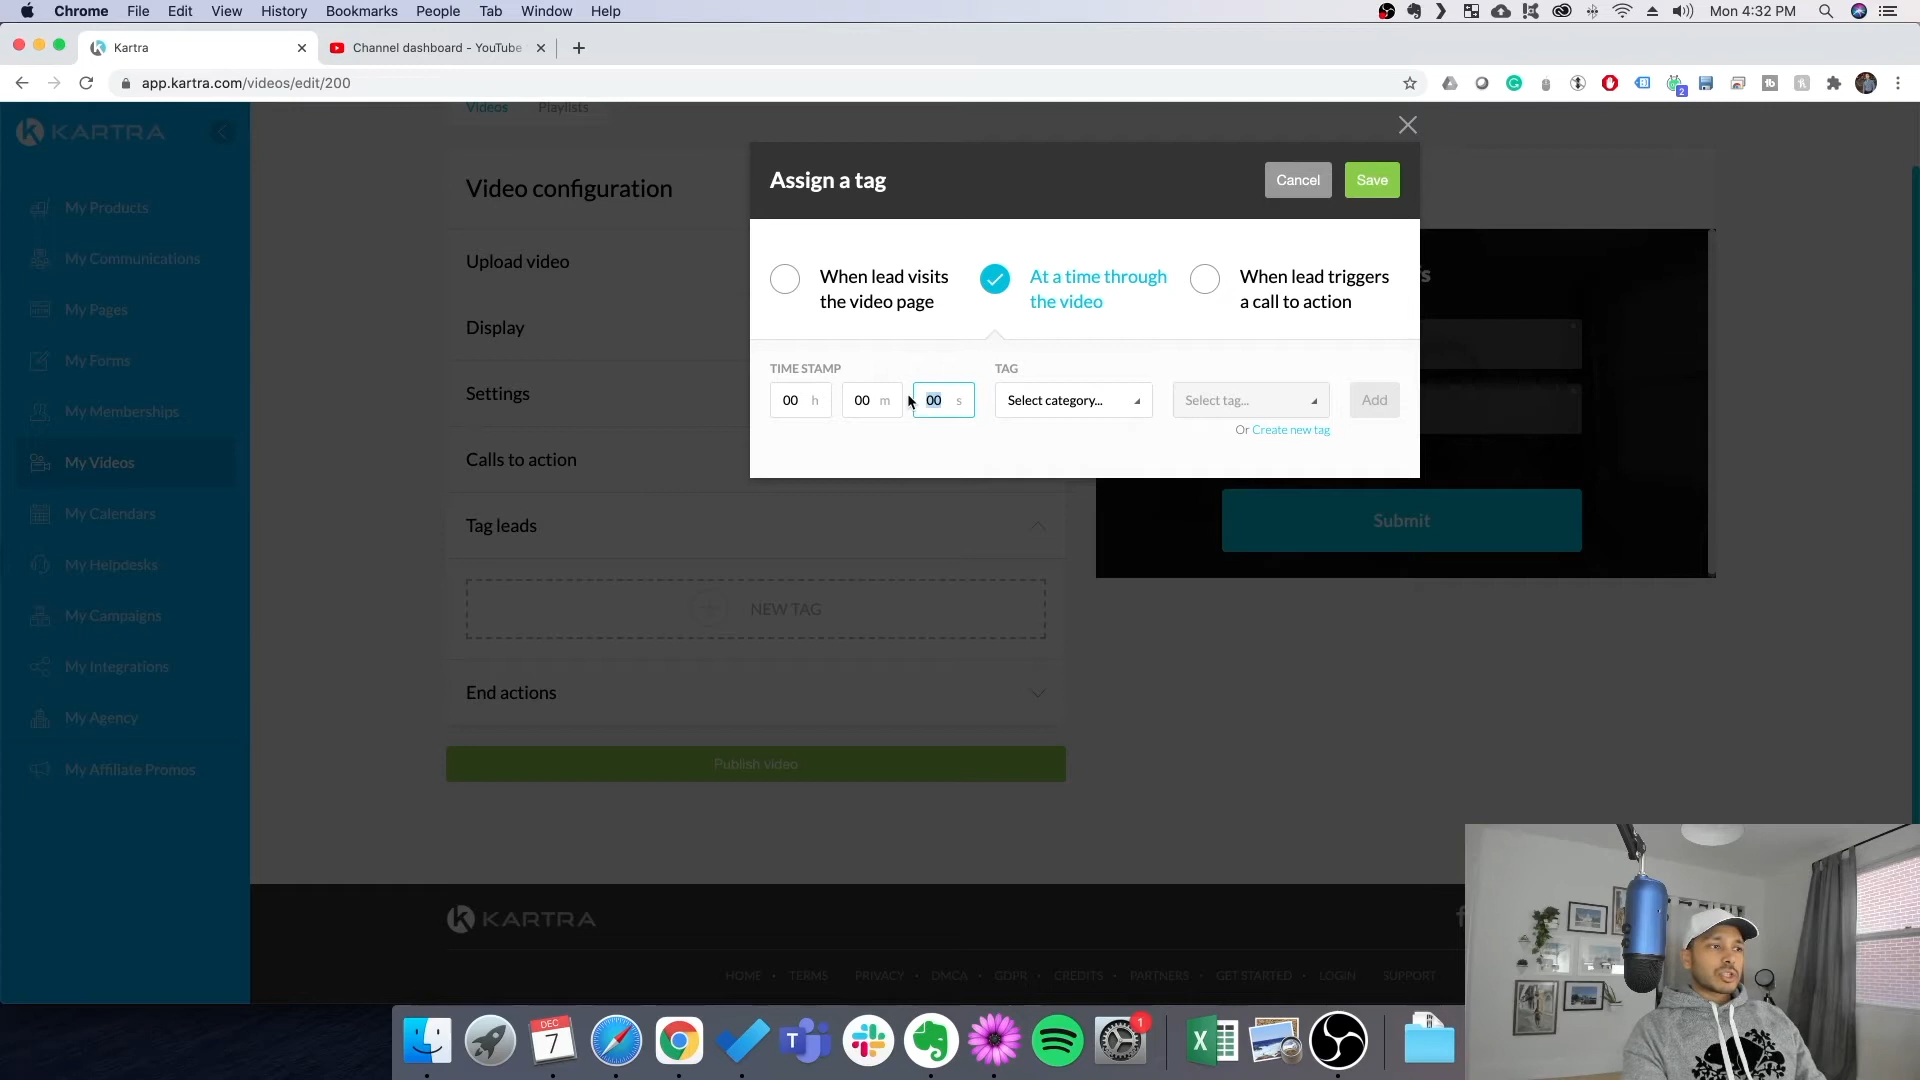 Chrome File Edit View History Bookmarks People Tab Window Help
Mon 4:32 PM
Kartra
Channel dashboard - YouTube
app.kartra.com/videos/edit/200
2
KARTRA
My Products
My Communications
My Pages
My Forms
My Memberships
My Videos
My Calendars
My Helpdesks
My Campaigns
My Integrations
My Agency
My Affiliate Promos
Videos Playlists
Video configuration
Upload video
Display
Settings
Calls to action
Tag leads
NEW TAG
End actions
Publish video
Assign a tag
Cancel Save
When lead visits
the video page
At a time through
the video
When lead triggers
a call to action
TIME STAMP
00 h 00 m 00 s
TAG
Select category...
Select tag...
Add
Or Create new tag
Submit
KARTRA
HOME • TERMS PRIVACY • DMCA • GDPR • CREDITS • PARTNERS • GET STARTED • LOGIN SUPPORT
DEC
7
1